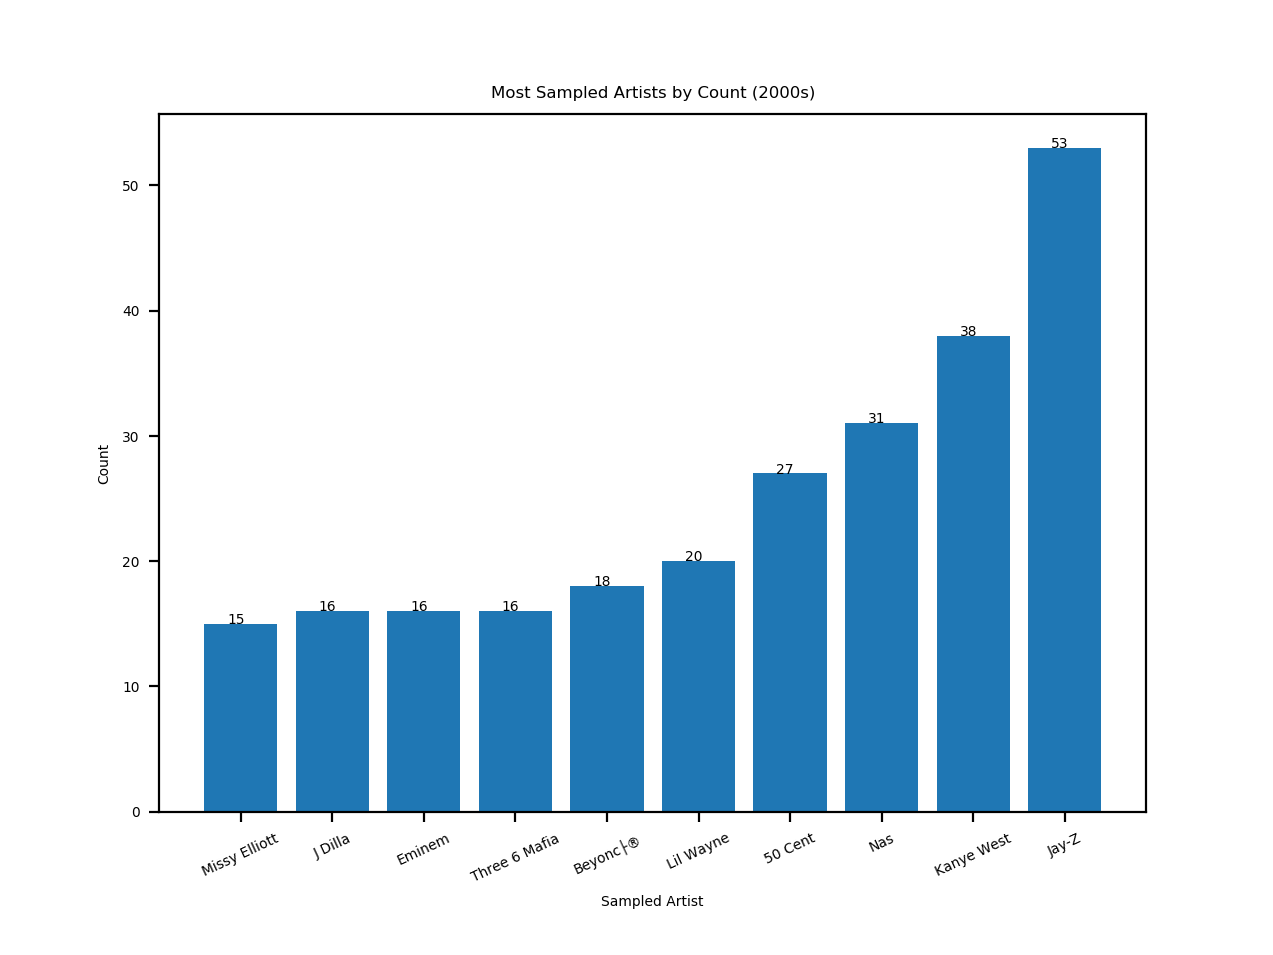 Most Sampled Artists by Count (2000s)
53
50
40
38
31
30
27
20
20
18
16
16
16
15
10
0
Count
Missy Elliott
J Dilla
Eminem
Three 6 Mafia
Beyonc├®
Lil Wayne
50 Cent
Nas
Kanye West
Jay-Z
Sampled Artist